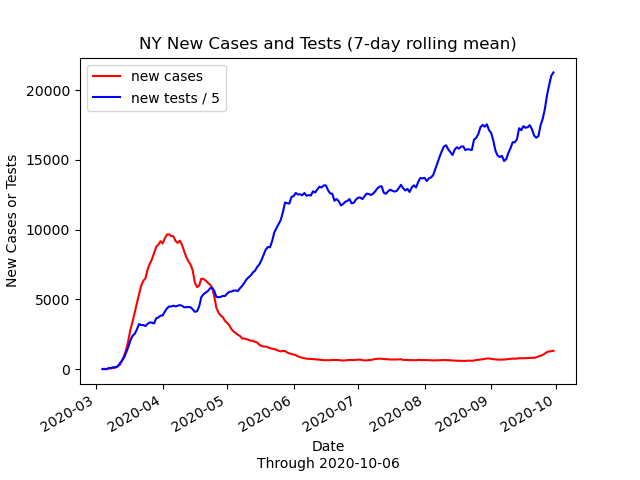 NY New Cases and Tests (7-day rolling mean)
new cases
new tests / 5
New Cases or Tests
20000
15000
10000
5000
0
2020-03
2020-04
2020-05
2020-06
2020-07
2020-08
2020-09
2020-10
Date
Through 2020-10-06